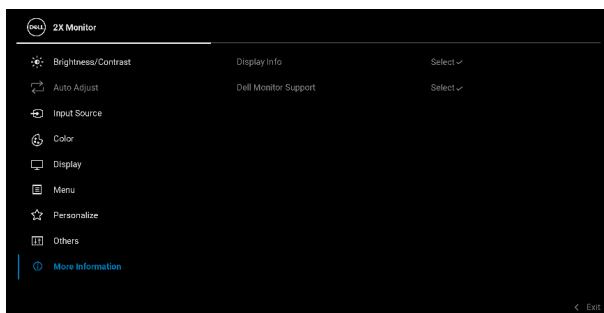 DELL 2X Monitor
Brightness/Contrast Display Info Select
Auto Adjust Dell Monitor Support Select
Input Source
Color
Display
Menu
Personalize
Others
More Information
Exit